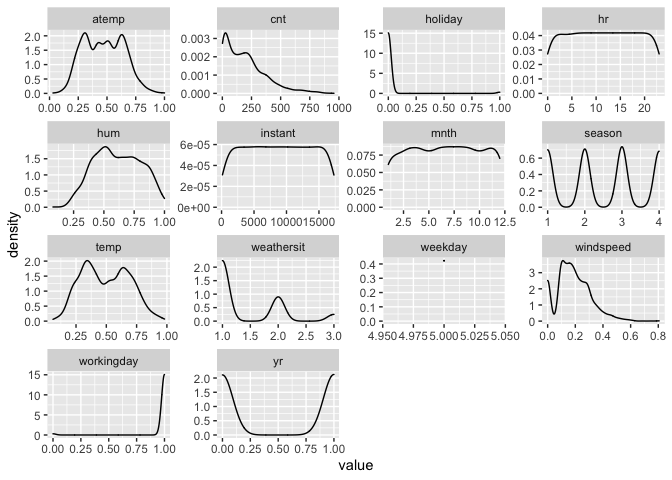 atemp cnt holiday hr
2.0 1.5 1.0 0.5 0.0 0.003 0.002 0.001 0.000 15 10 5 0 0.04 0.03 0.02 0.01 0.00
0.00 0.25 0.50 0.75 1.00 0 250 500 750 1000 0.00 0.25 0.50 0.75 1.00 0 5 10 15 20
hum instant mnth season
1.5 1.0 0.5 0.0 6e-05 4e-05 2e-05 0e+00 0.075 0.050 0.025 0.000 0.6 0.4 0.2 0.0
0.25 0.50 0.75 1.00 0 5000 10000 15000 2.5 5.0 7.5 10.0 12.5 1 2 3 4
density
temp weathersit weekday windspeed
2.0 1.5 1.0 0.5 0.0 2.0 1.5 1.0 0.5 0.0 0.4 0.3 0.2 0.1 0.0 3 2 1 0
0.00 0.25 0.50 0.75 1.00 1.0 1.5 2.0 2.5 3.0 4.950 4.975 5.000 5.025 5.050 0.0 0.2 0.4 0.6 0.8
workingday yr
15 10 5 0 2.0 1.5 1.0 0.5 0.0
0.00 0.25 0.50 0.75 1.00 0.00 0.25 0.50 0.75 1.00
value